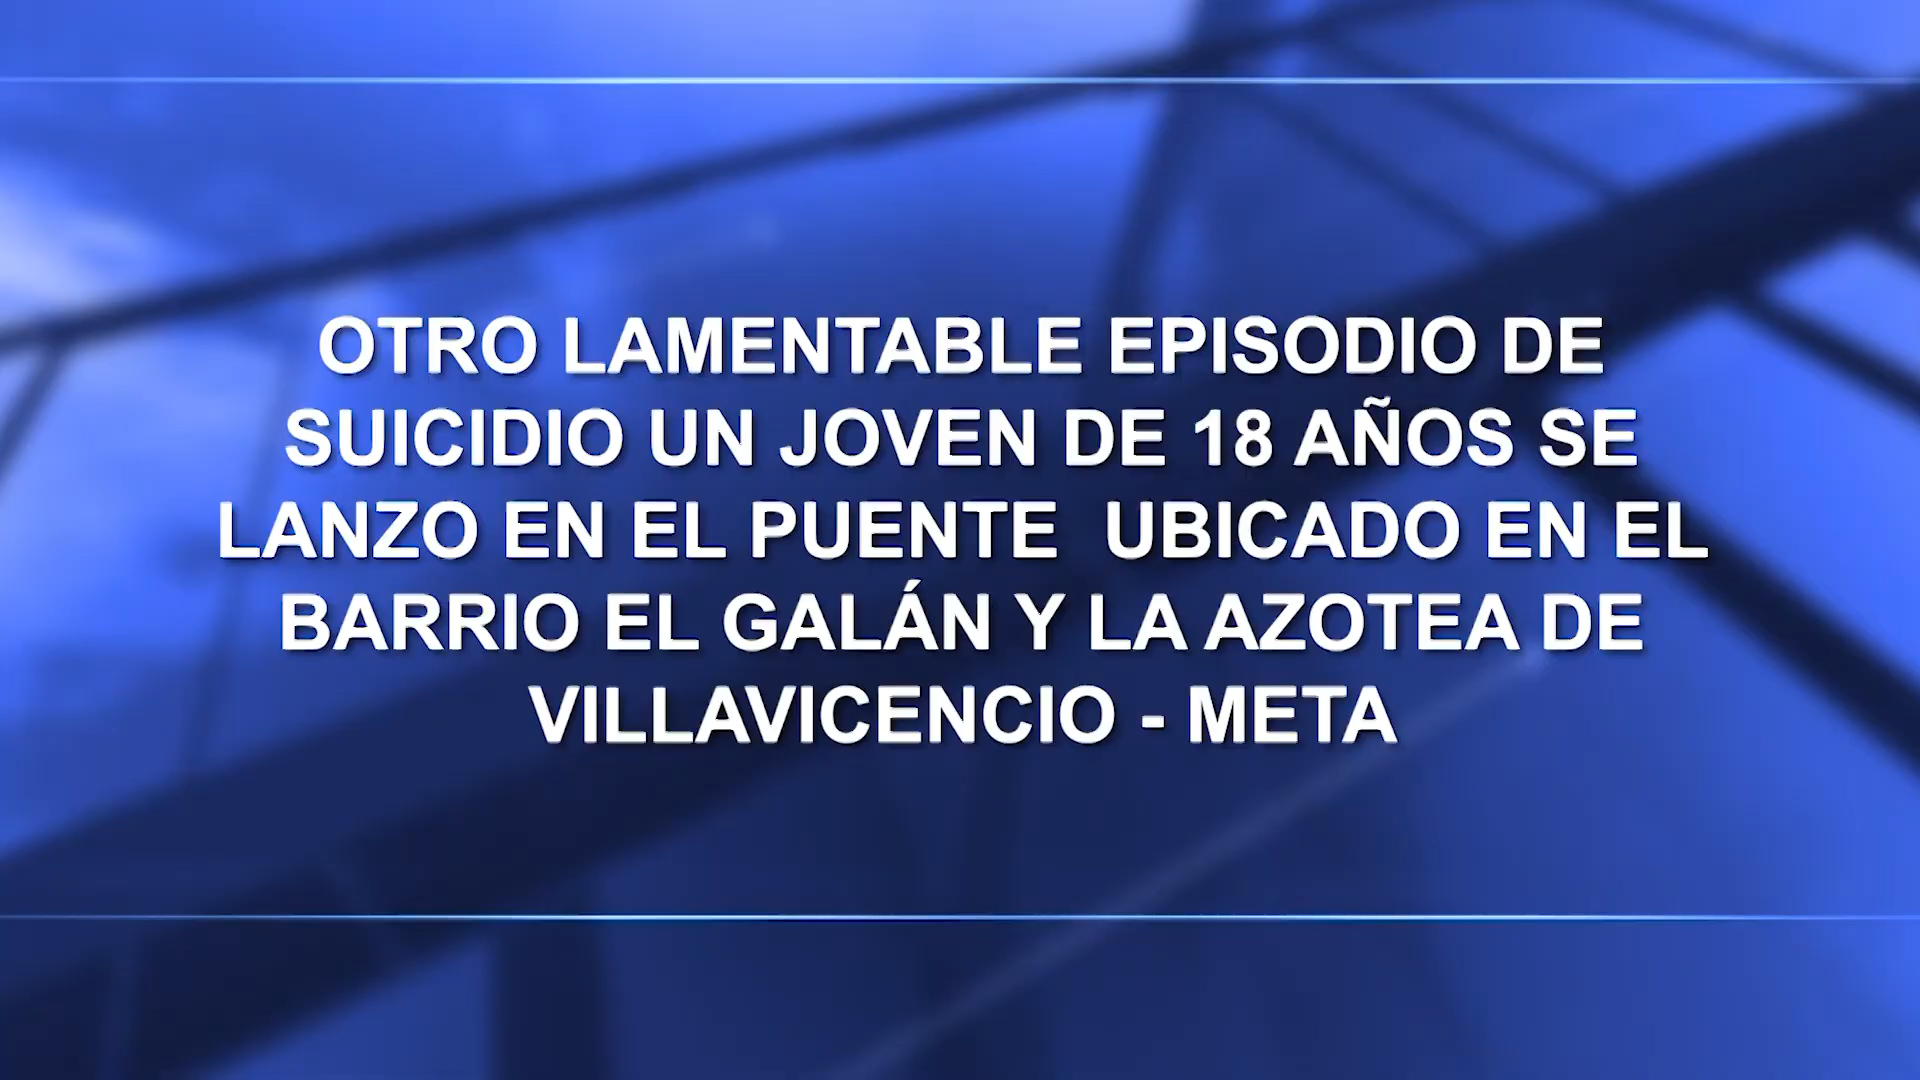 OTRO LAMENTABLE EPISODIO DE
SUICIDIO UN JOVEN DE 18 AÑOS SE
LANZO EN EL PUENTE  UBICADO EN EL
BARRIO EL GALÁN Y LA AZOTEA DE
VILLAVICENCIO - META